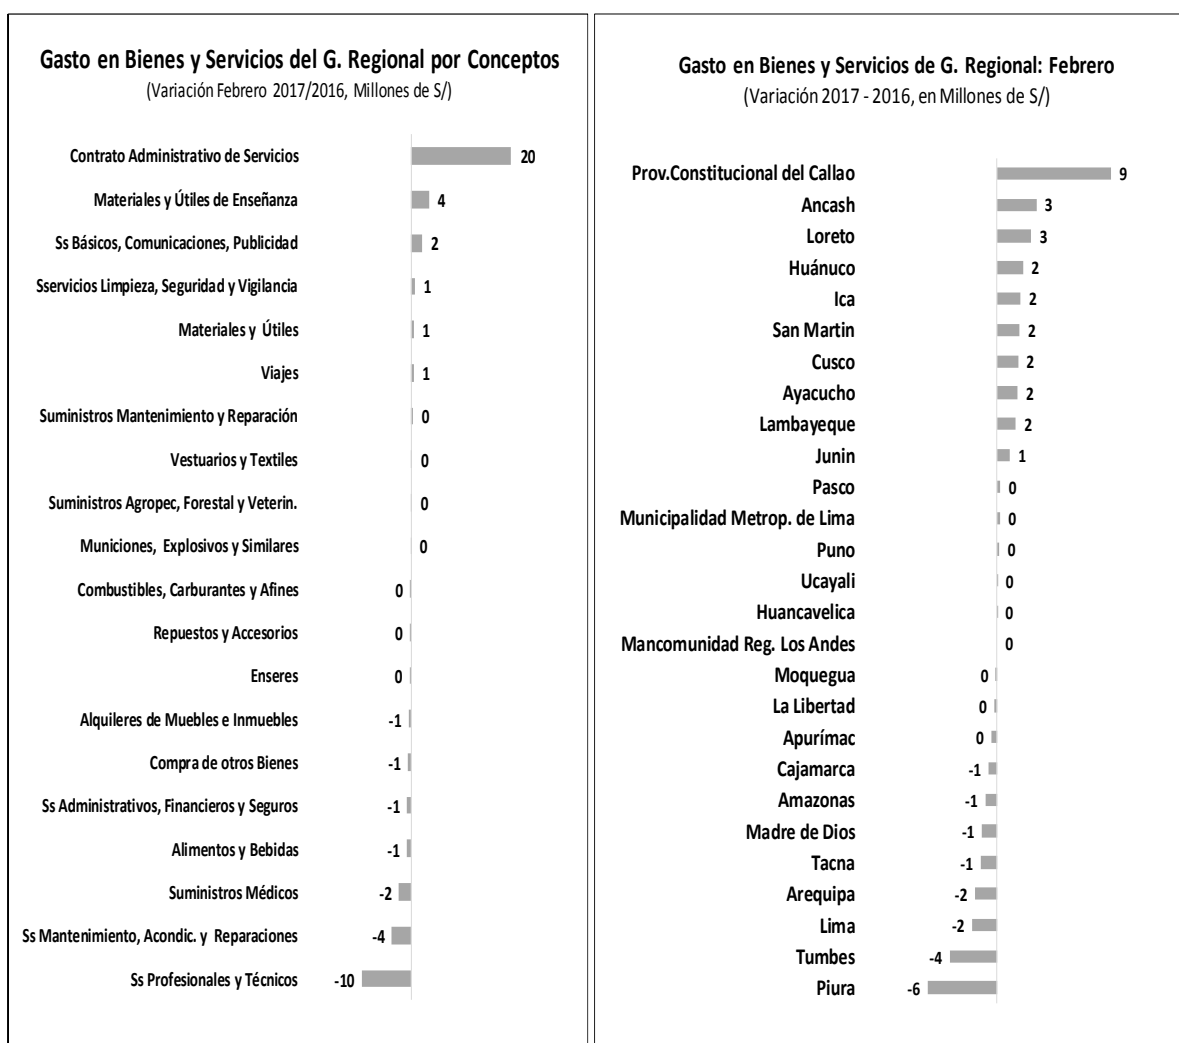 Gasto en Bienes y Servicios del G. Regional por Conceptos
(Variación Febrero 2017/2016, Millones de S/)
Contrato Administrativo de Servicios 20
Materiales y Útiles de Enseñanza 4
Ss Básicos, Comunicaciones, Publicidad 2
Sservicios Limpieza, Seguridad y Vigilancia 1
Materiales y Útiles 1
Viajes 1
Suministros Mantenimiento y Reparación 0
Vestuarios y Textiles 0
Suministros Agropec, Forestal y Veterin. 0
Municiones, Explosivos y Similares 0
Combustibles, Carburantes y Afines 0
Repuestos y Accesorios 0
Enseres 0
Alquileres de Muebles e Inmuebles -1
Compra de otros Bienes -1
Ss Administrativos, Financieros y Seguros -1
Alimentos y Bebidas -1
Suministros Médicos -2
Ss Mantenimiento, Acondic. y Reparaciones -4
Ss Profesionales y Técnicos -10
Gasto en Bienes y Servicios de G. Regional: Febrero
(Variación 2017 - 2016, en Millones de S/)
Prov.Constitucional del Callao 9
Ancash 3
Loreto 3
Huánuco 2
Ica 2
San Martin 2
Cusco 2
Ayacucho 2
Lambayeque 2
Junin 1
Pasco 0
Municipalidad Metrop. de Lima 0
Puno 0
Ucayali 0
Huancavelica 0
Mancomunidad Reg. Los Andes 0
Moquegua 0
La Libertad 0
Apurímac 0
Cajamarca -1
Amazonas -1
Madre de Dios -1
Tacna -1
Arequipa -2
Lima -2
Tumbes -4
Piura -6